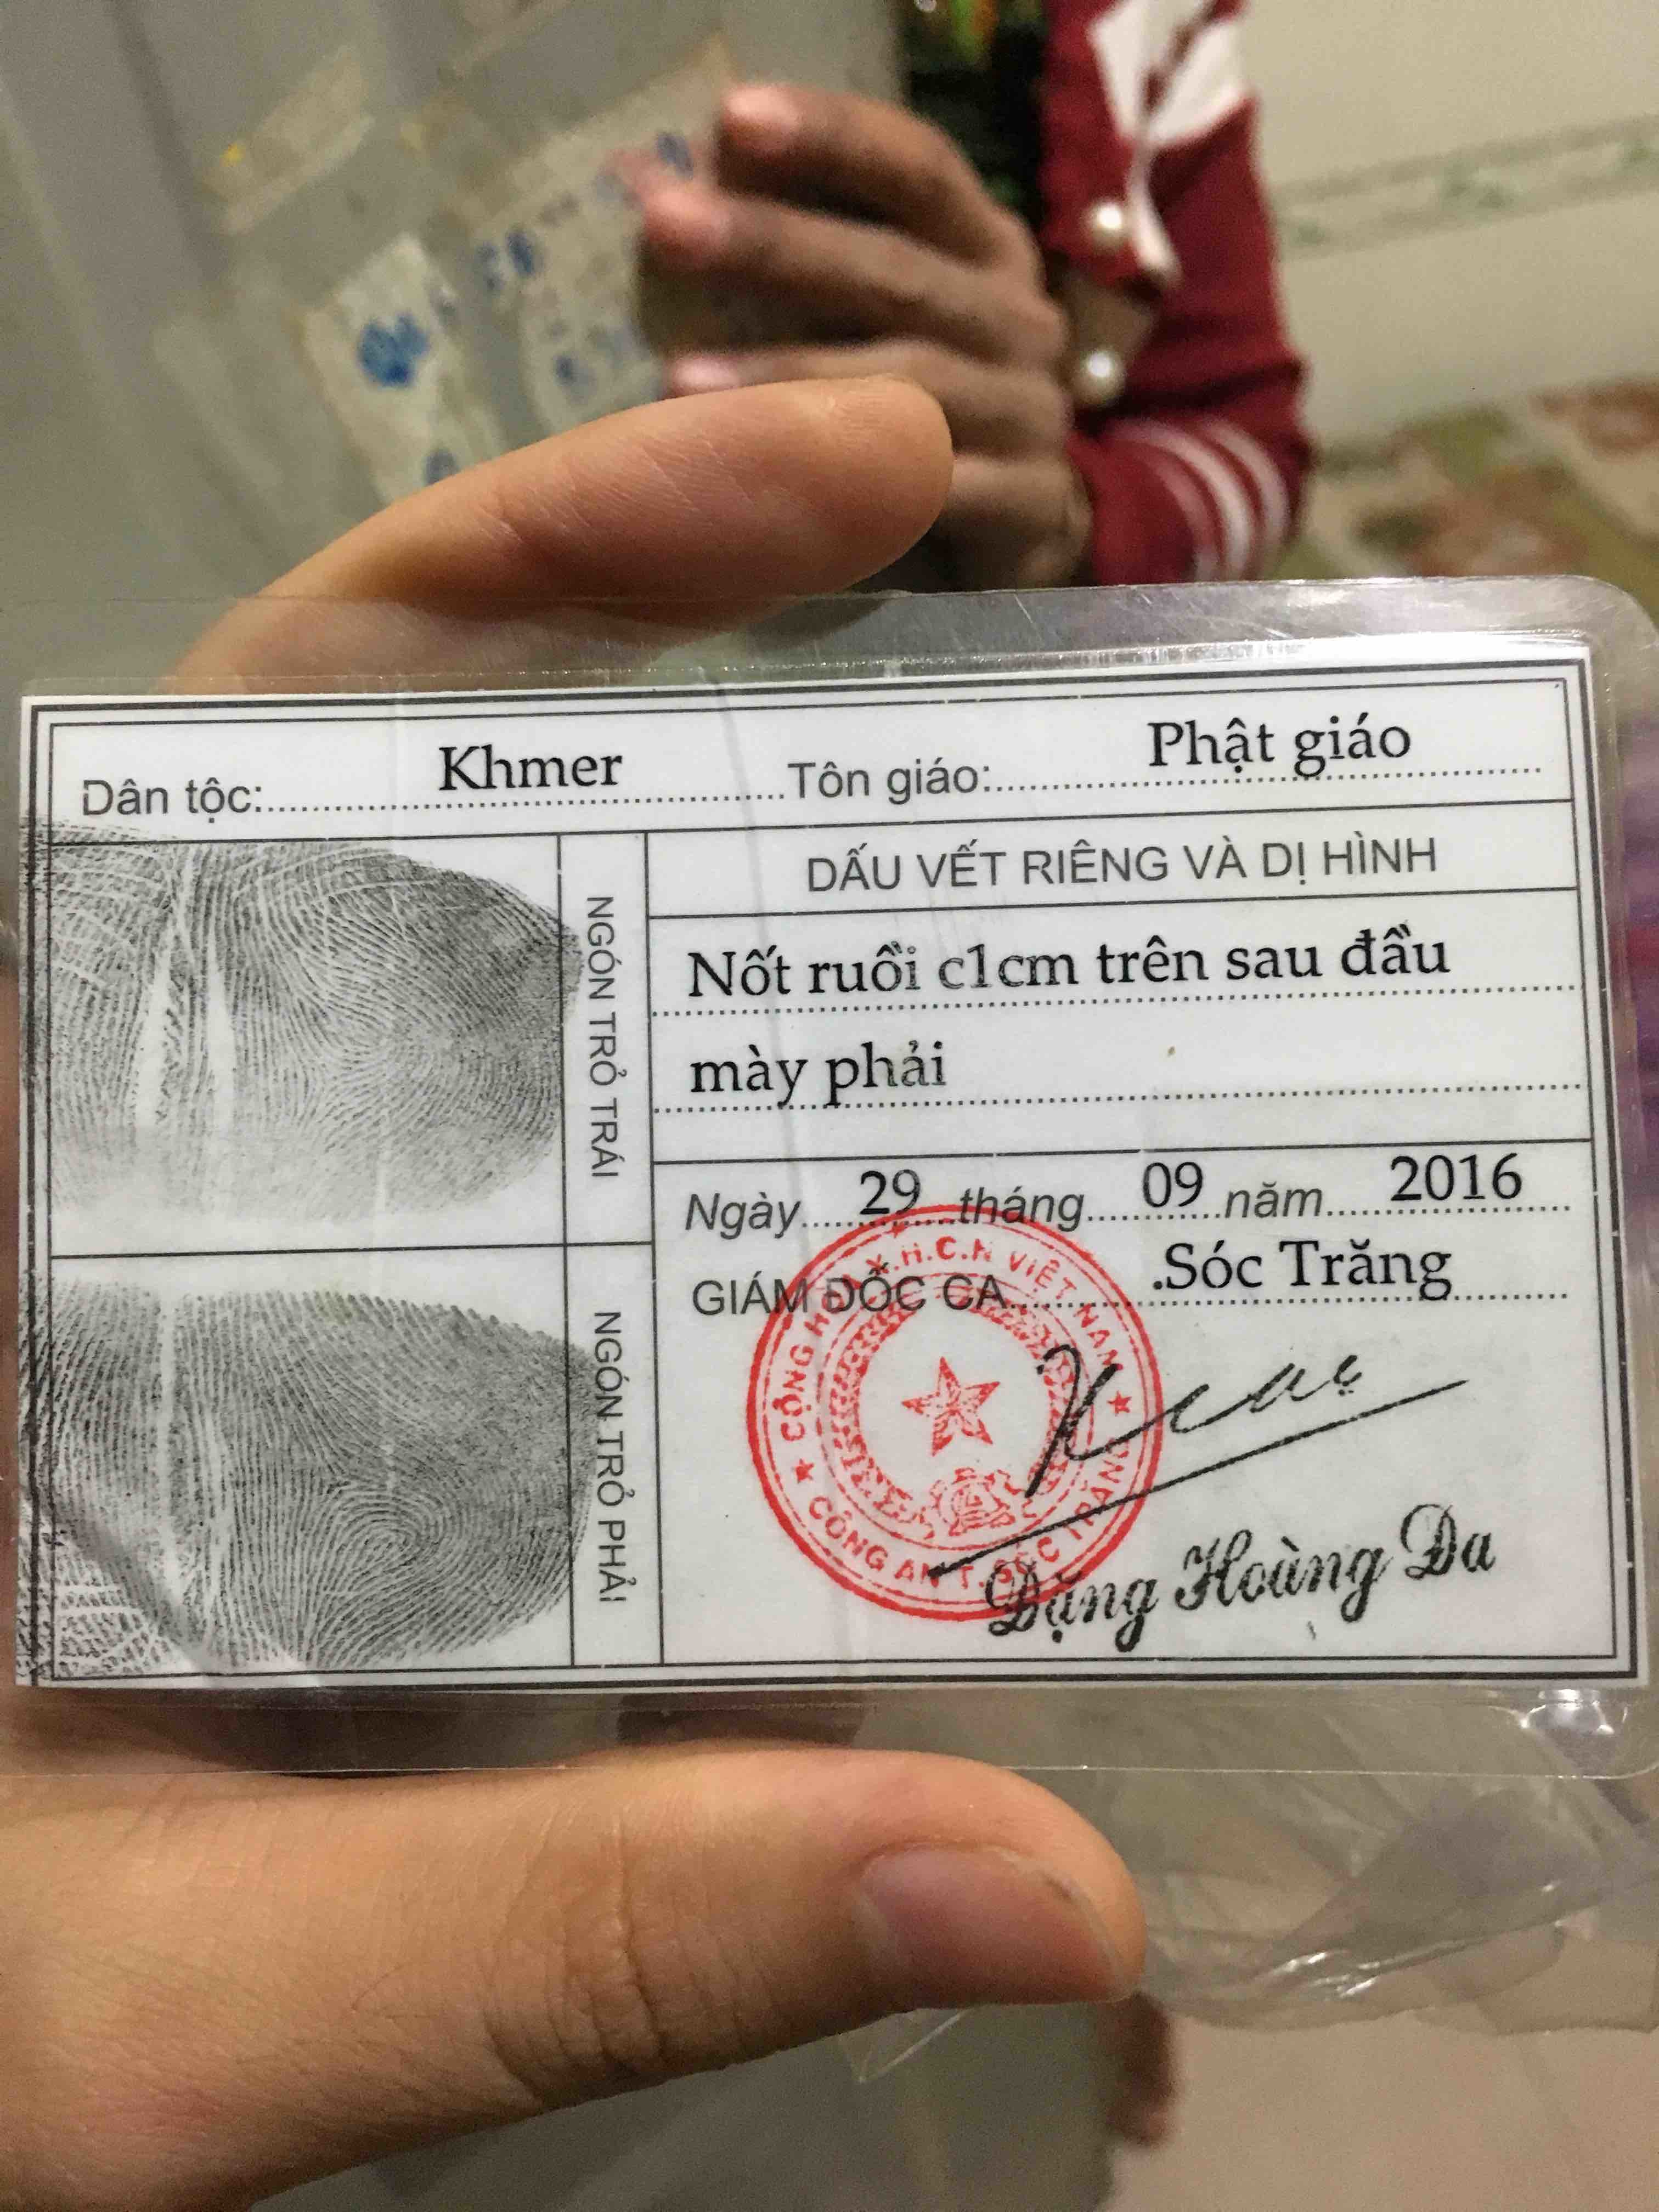 Dân tộc: Khmer Tôn giáo: Phật giáo
NGÓN TRỎ TRÁI
NGÓN TRỎ PHẢI
DẤU VẾT RIÊNG VÀ DỊ HÌNH
Nốt ruồi c1cm trên sau đầu
mày phải
Ngày 29 tháng 09 năm 2016
GIÁM ĐỐC CA .Sóc Trăng
CỘNG HÒA X.H.C.N VIỆT NAM
CÔNG AN T. SÓC TRĂNG
Đặng Hoàng Đa